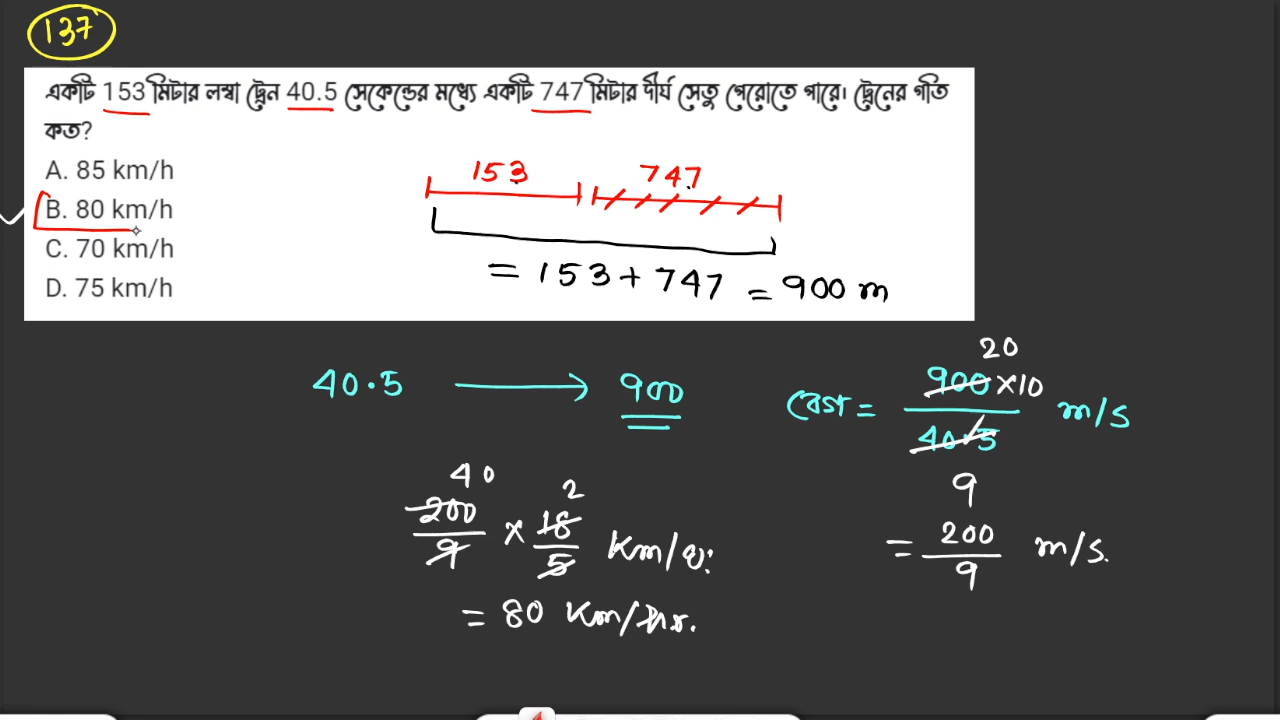 137
একটি 153 মিটার লম্বা ট্রেন 40.5 সেকেন্ডের মধ্যে একটি 747 মিটার দীর্ঘ সেতু পেরোতে পারে। ট্রেনের গতি
কত?
A. 85 km/h
B. 80 km/h
C. 70 km/h
D. 75 km/h
153 747
= 153 + 747 = 900 m
40.5 → 900
বেগ = 900 × 10 / 40.5 m/s
20
9
= 200 / 9 m/s.
40 2
200 / 9 × 18 / 5 Km/ঘ:
= 80 Km/hr.